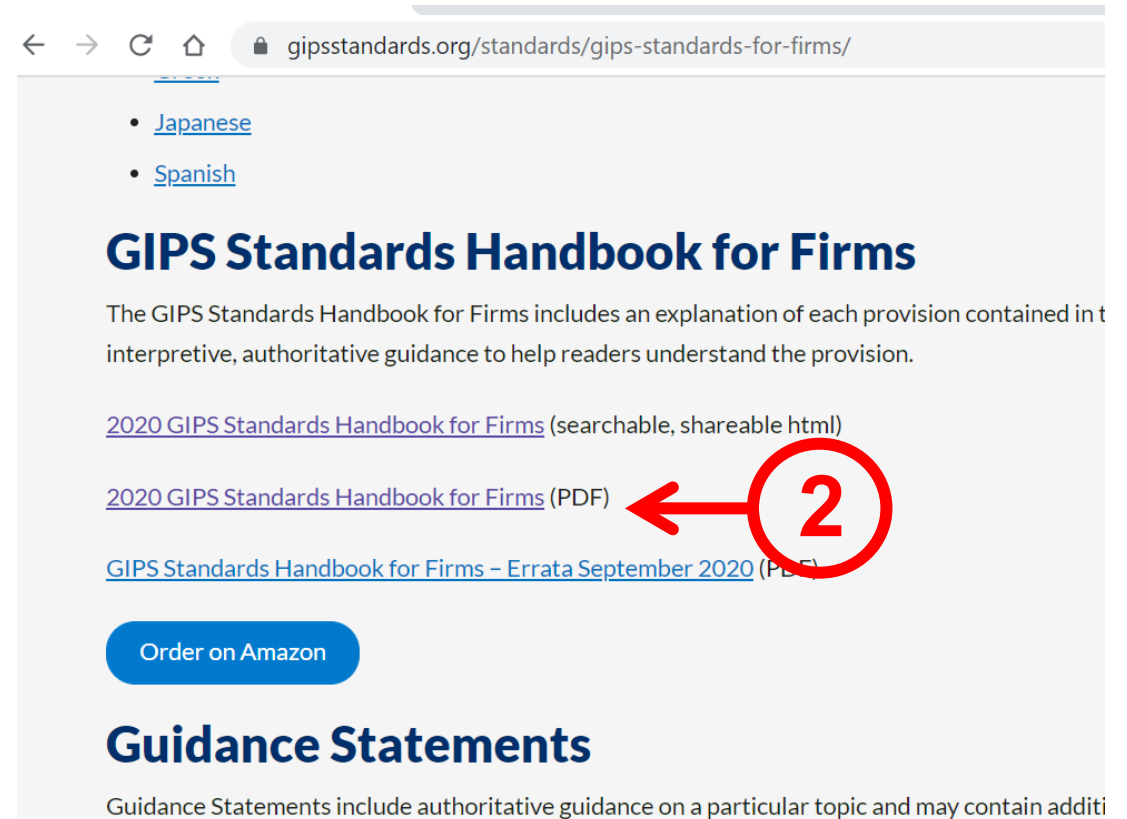 gipsstandards.org/standards/gips-standards-for-firms/
Japanese
Spanish
GIPS Standards Handbook for Firms
The GIPS Standards Handbook for Firms includes an explanation of each provision contained in
interpretive, authoritative guidance to help readers understand the provision.
2020 GIPS Standards Handbook for Firms (searchable, shareable html)
2020 GIPS Standards Handbook for Firms (PDF)
2
GIPS Standards Handbook for Firms – Errata September 2020 (PDF)
Order on Amazon
Guidance Statements
Guidance Statements include authoritative guidance on a particular topic and may contain additi